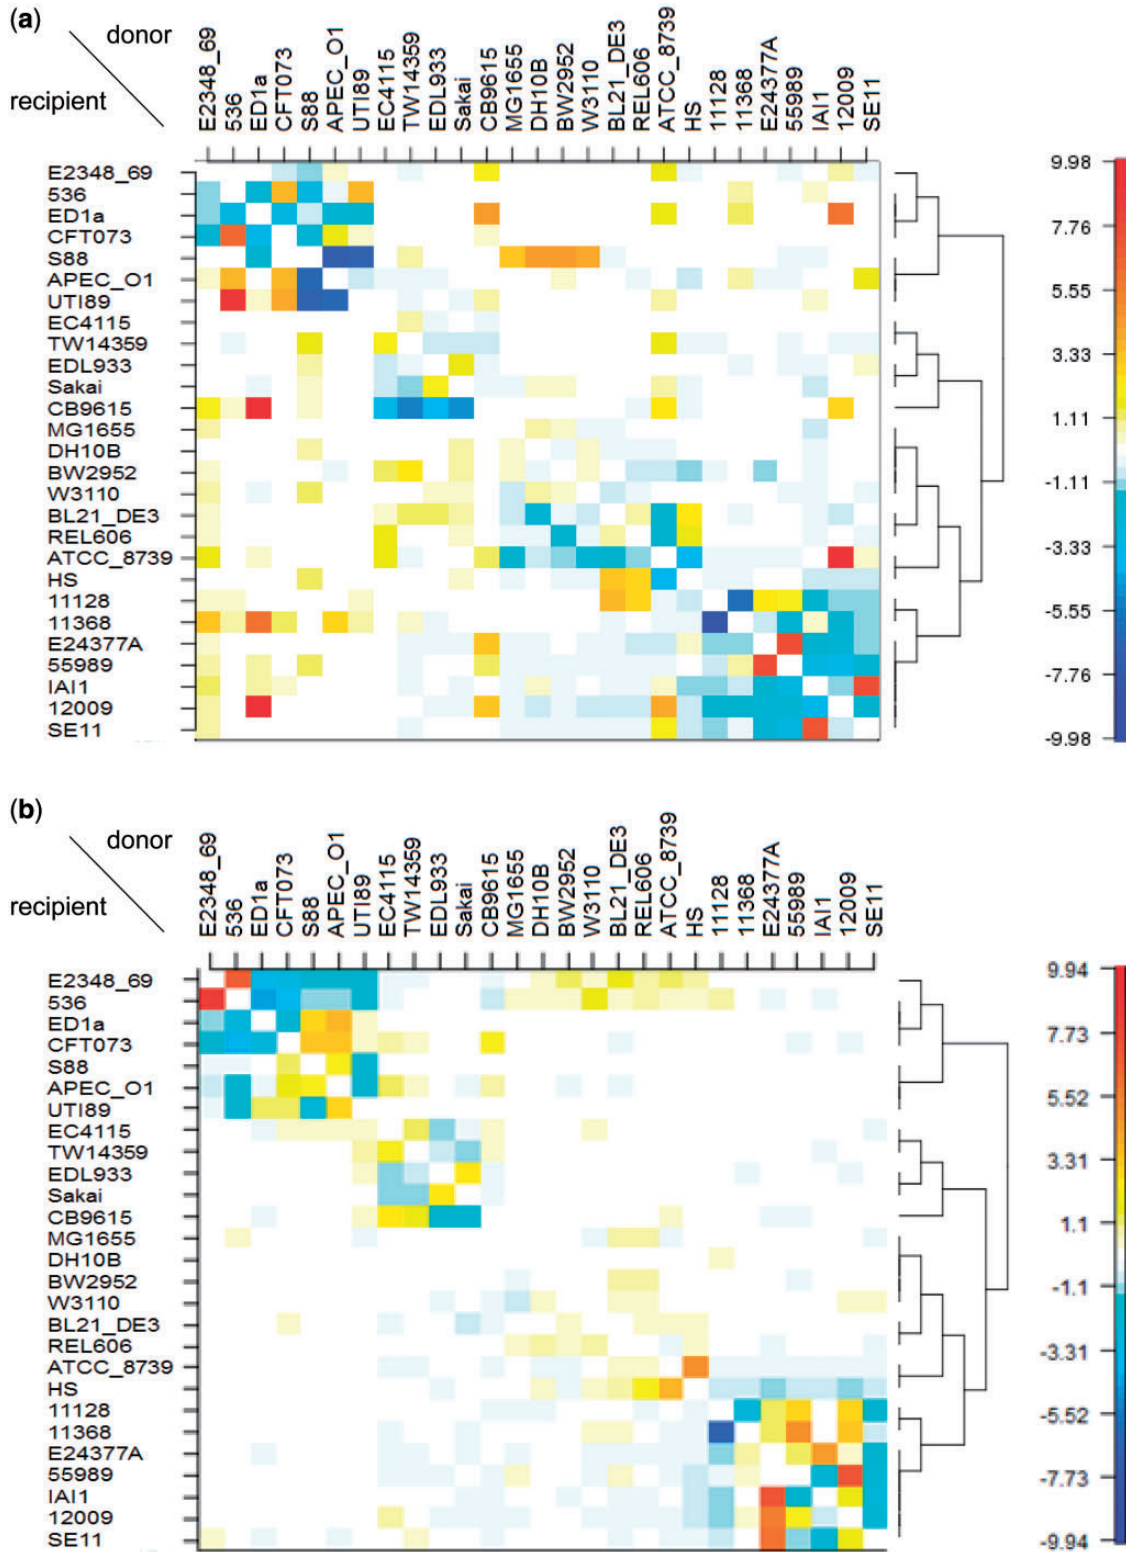 (a)
donor
recipient
E2348_69
536
ED1a
CFT073
S88
APEC_O1
UTI89
EC4115
TW14359
EDL933
Sakai
CB9615
MG1655
DH10B
BW2952
W3110
BL21_DE3
REL606
ATCC_8739
HS
11128
11368
E24377A
55989
IAI1
12009
SE11
E2348_69
536
ED1a
CFT073
S88
APEC_O1
UTI89
EC4115
TW14359
EDL933
Sakai
CB9615
MG1655
DH10B
BW2952
W3110
BL21_DE3
REL606
ATCC_8739
HS
11128
11368
E24377A
55989
IAI1
12009
SE11
9.98
7.76
5.55
3.33
1.11
-1.11
-3.33
-5.55
-7.76
-9.98
(b)
donor
recipient
E2348_69
536
ED1a
CFT073
S88
APEC_O1
UTI89
EC4115
TW14359
EDL933
Sakai
CB9615
MG1655
DH10B
BW2952
W3110
BL21_DE3
REL606
ATCC_8739
HS
11128
11368
E24377A
55989
IAI1
12009
SE11
E2348_69
536
ED1a
CFT073
S88
APEC_O1
UTI89
EC4115
TW14359
EDL933
Sakai
CB9615
MG1655
DH10B
BW2952
W3110
BL21_DE3
REL606
ATCC_8739
HS
11128
11368
E24377A
55989
IAI1
12009
SE11
9.94
7.73
5.52
3.31
1.1
-1.1
-3.31
-5.52
-7.73
-9.94